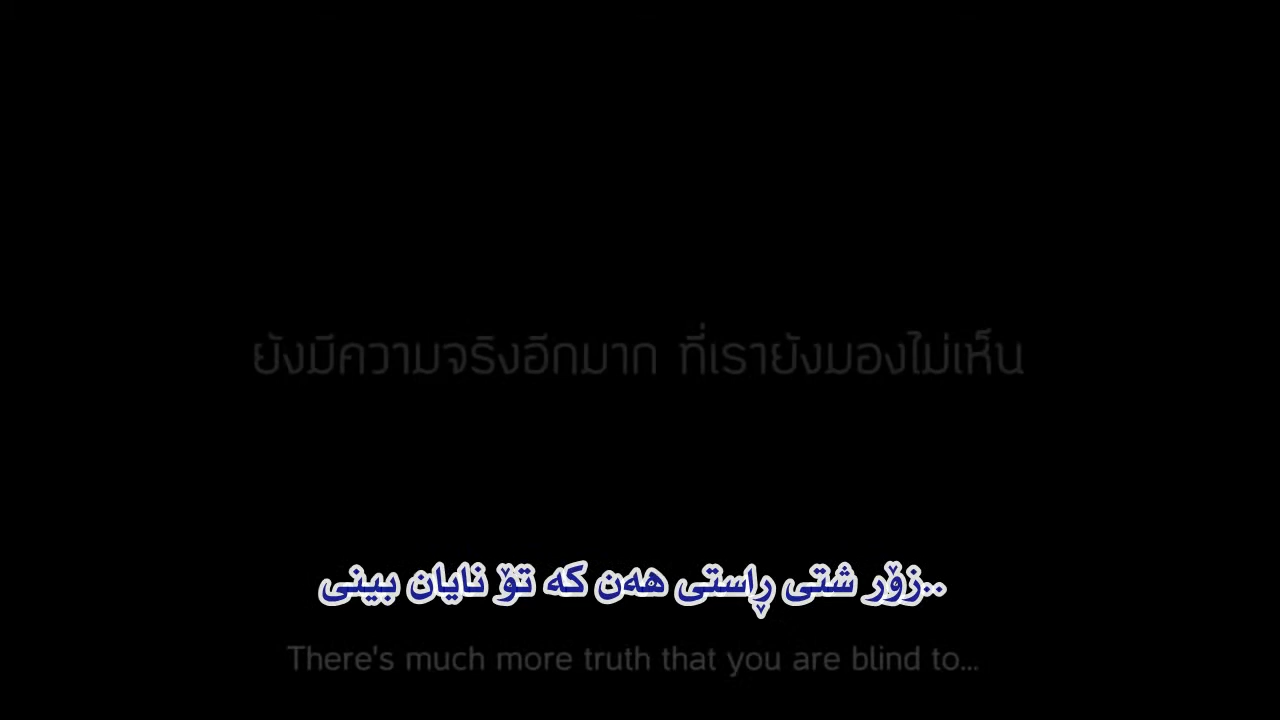 ยังมีความจริงอีกมาก ที่เรายังมองไม่เห็น
..زۆر شتی ڕاستی هەن کە تۆ نایان بینی
There's much more truth that you are blind to...